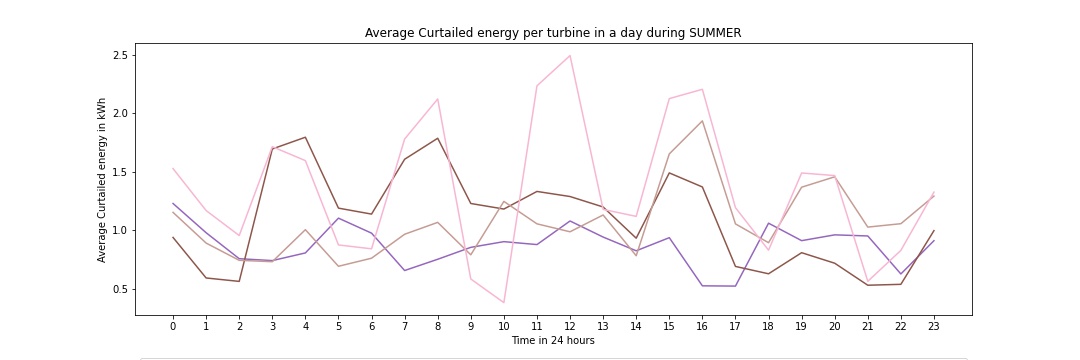 Average Curtailed energy per turbine in a day during SUMMER
Average Curtailed energy in kWh
2.5
2.0
1.5
1.0
0.5
0 1 2 3 4 5 6 7 8 9 10 11 12 13 14 15 16 17 18 19 20 21 22 23
Time in 24 hours